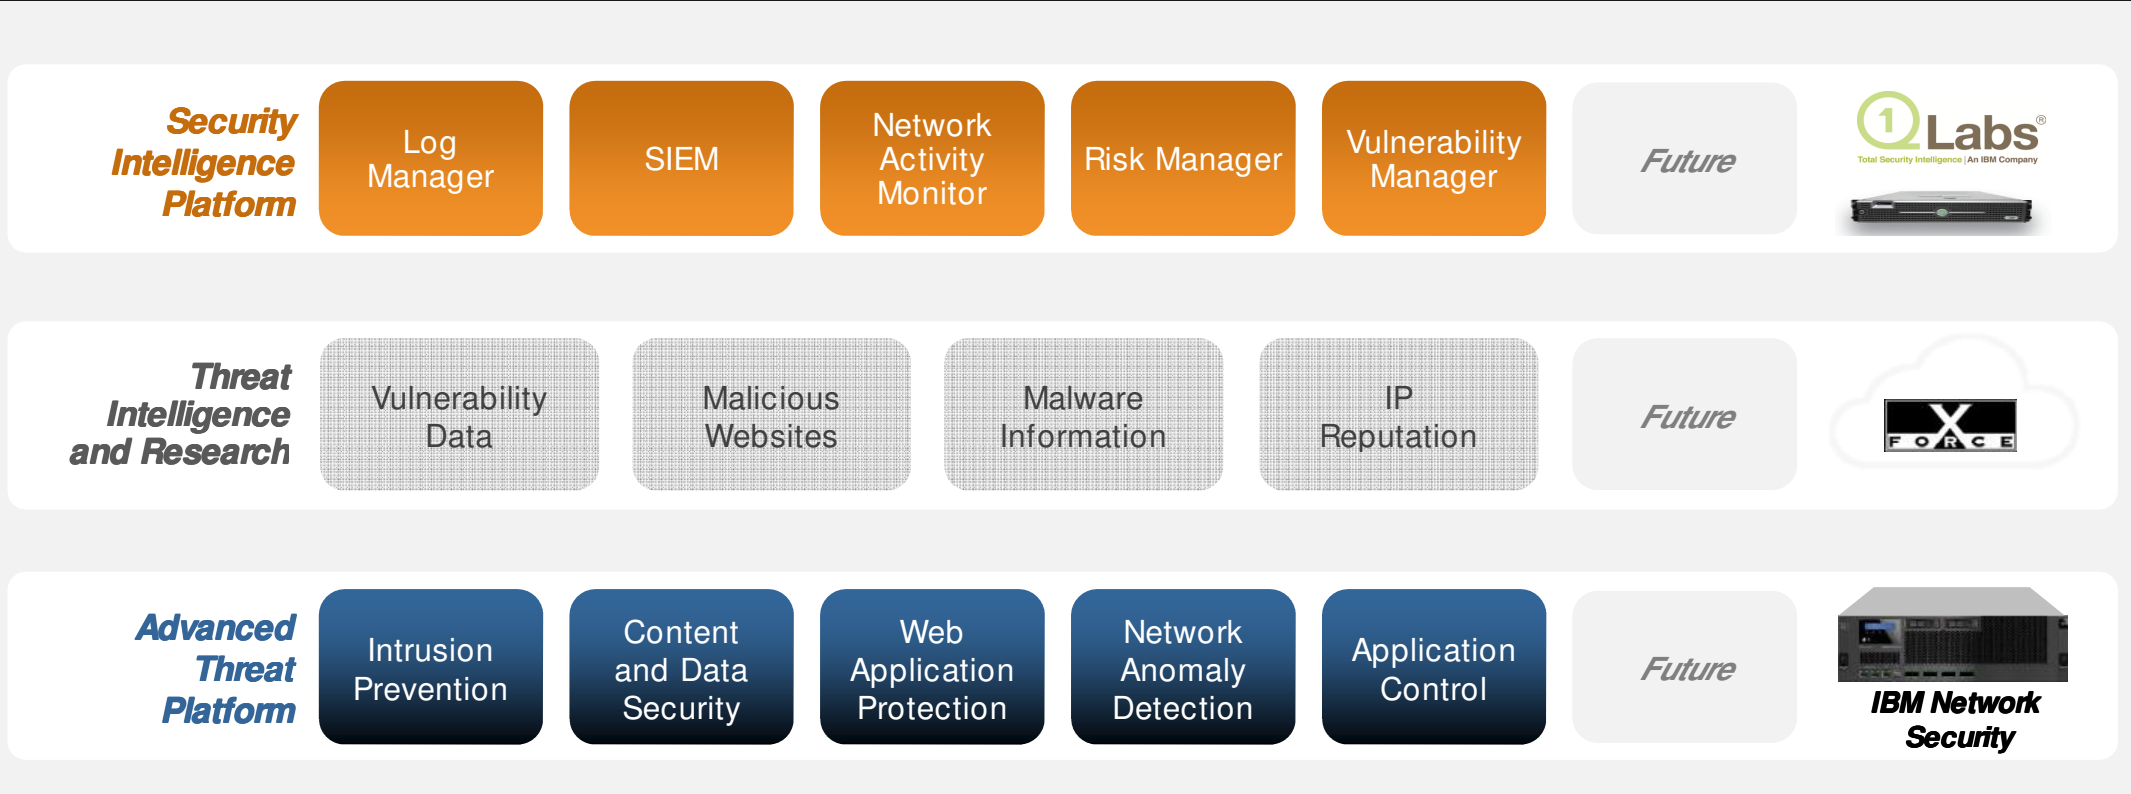 Security
Intelligence
Platform
Log
Manager
SIEM
Network
Activity
Monitor
Risk Manager
Vulnerability
Manager
Future
1
Labs®
Total Security Intelligence | An IBM Company
Threat
Intelligence
and Research
Vulnerability
Data
Malicious
Websites
Malware
Information
IP
Reputation
Future
X
FORCE
Advanced
Threat
Platform
Intrusion
Prevention
Content
and Data
Security
Web
Application
Protection
Network
Anomaly
Detection
Application
Control
Future
IBM Network
Security